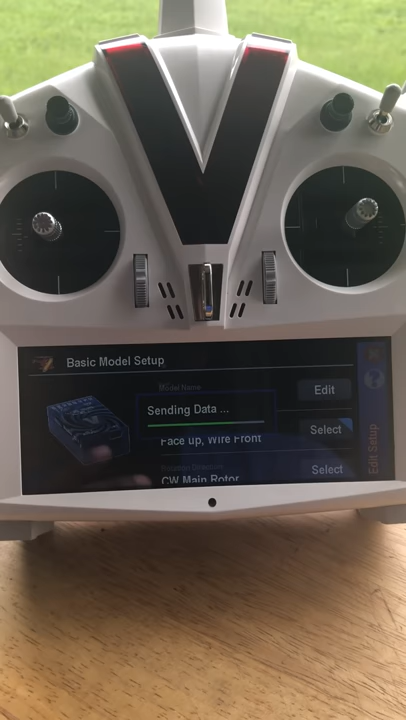 Basic Model Setup
Model Name
Edit
Sending Data ...
Select
Face up, Wire Front
Select
CW Main Rotor
?
Edit Setup